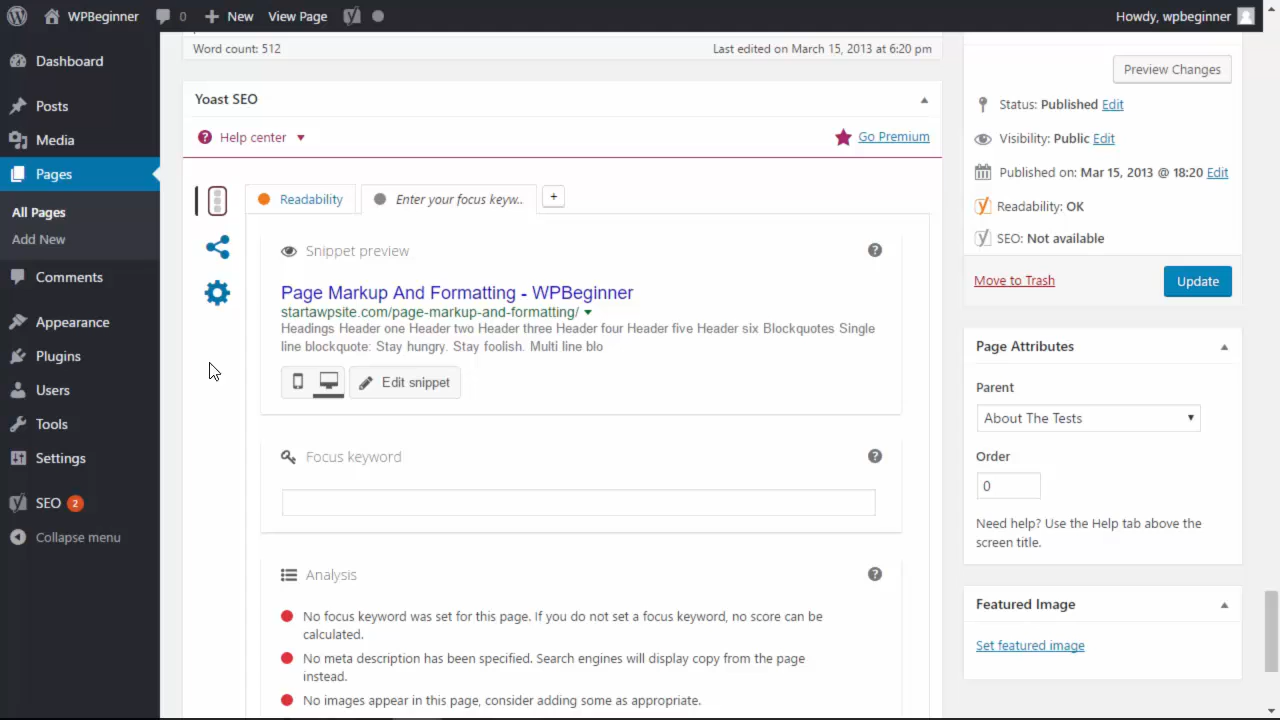 WPBeginner
0
New
View Page
Howdy, wpbeginner
Dashboard
Posts
Media
Pages
All Pages
Add New
Comments
Appearance
Plugins
Users
Tools
Settings
SEO 2
Collapse menu
Word count: 512
Last edited on March 15, 2013 at 6:20 pm
Yoast SEO
Help center
Go Premium
Readability
Enter your focus keyw..
+
Snippet preview
Page Markup And Formatting - WPBeginner
startawpsite.com/page-markup-and-formatting/
Headings Header one Header two Header three Header four Header five Header six Blockquotes Single
line blockquote: Stay hungry. Stay foolish. Multi line blo
Edit snippet
Focus keyword
Analysis
No focus keyword was set for this page. If you do not set a focus keyword, no score can be
calculated.
No meta description has been specified. Search engines will display copy from the page
instead.
No images appear in this page, consider adding some as appropriate.
Preview Changes
Status: Published Edit
Visibility: Public Edit
Published on: Mar 15, 2013 @ 18:20 Edit
Readability: OK
SEO: Not available
Move to Trash
Update
Page Attributes
Parent
About The Tests
Order
0
Need help? Use the Help tab above the
screen title.
Featured Image
Set featured image